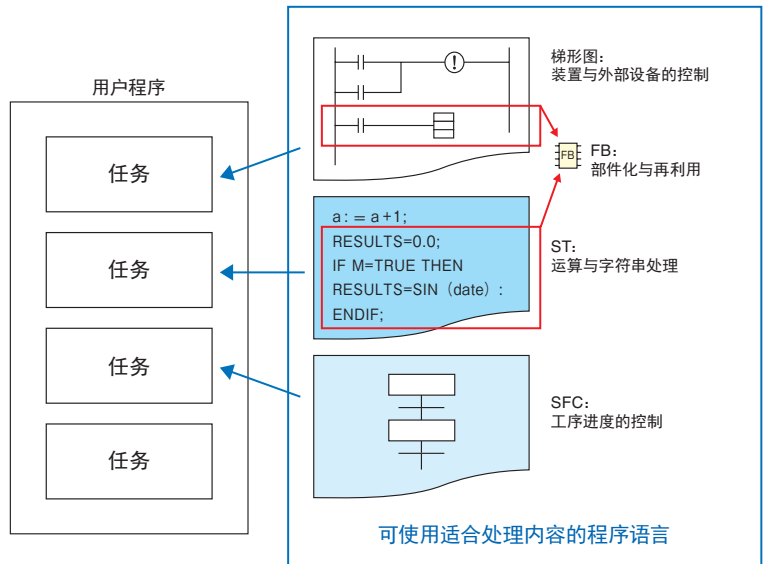 用户程序
任务
任务
任务
任务
梯形图：
装置与外部设备的控制
FB
FB：
部件化与再利用
a：= a+1;
RESULTS=0.0;
IF M=TRUE THEN
RESULTS=SIN（date）:
ENDIF;
ST：
运算与字符串处理
SFC：
工序进度的控制
可使用适合处理内容的程序语言